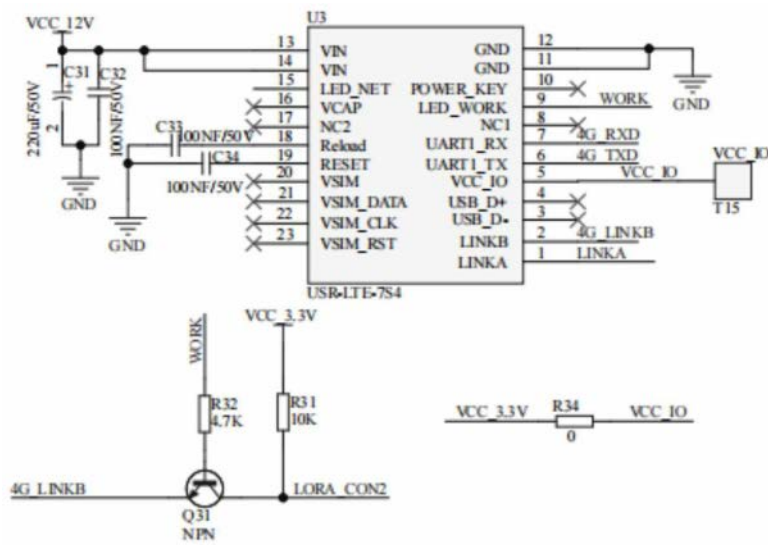 U3
VCC_12V
13 VIN
14 VIN
15 LED_NET
16 VCAP
17 NC2
18 Reload
19 RESET
20 VSIM
21 VSIM_DATA
22 VSIM_CLK
23 VSIM_RST
GND 12
GND 11
POWER_KEY 10
LED_WORK 9 WORK
NC1 8
UART1_RX 7 4G_RXD
UART1_TX 6 4G_TXD
VCC_IO 5 VCC_IO
USB_D+ 4
USB_D- 3
LINKB 2 4G_LINKB
LINKA 1 LINKA
USR-LTE-7S4
1
C31
+
2
220uF/50V
C32
100NF/50V
GND
C33
100NF/50V
C34
100NF/50V
GND
GND
VCC_IO
T15
WORK
R32
4.7K
VCC_3.3V
R31
10K
4G_LINKB
LORA_CON2
Q31
NPN
VCC_3.3V
R34
0
VCC_IO